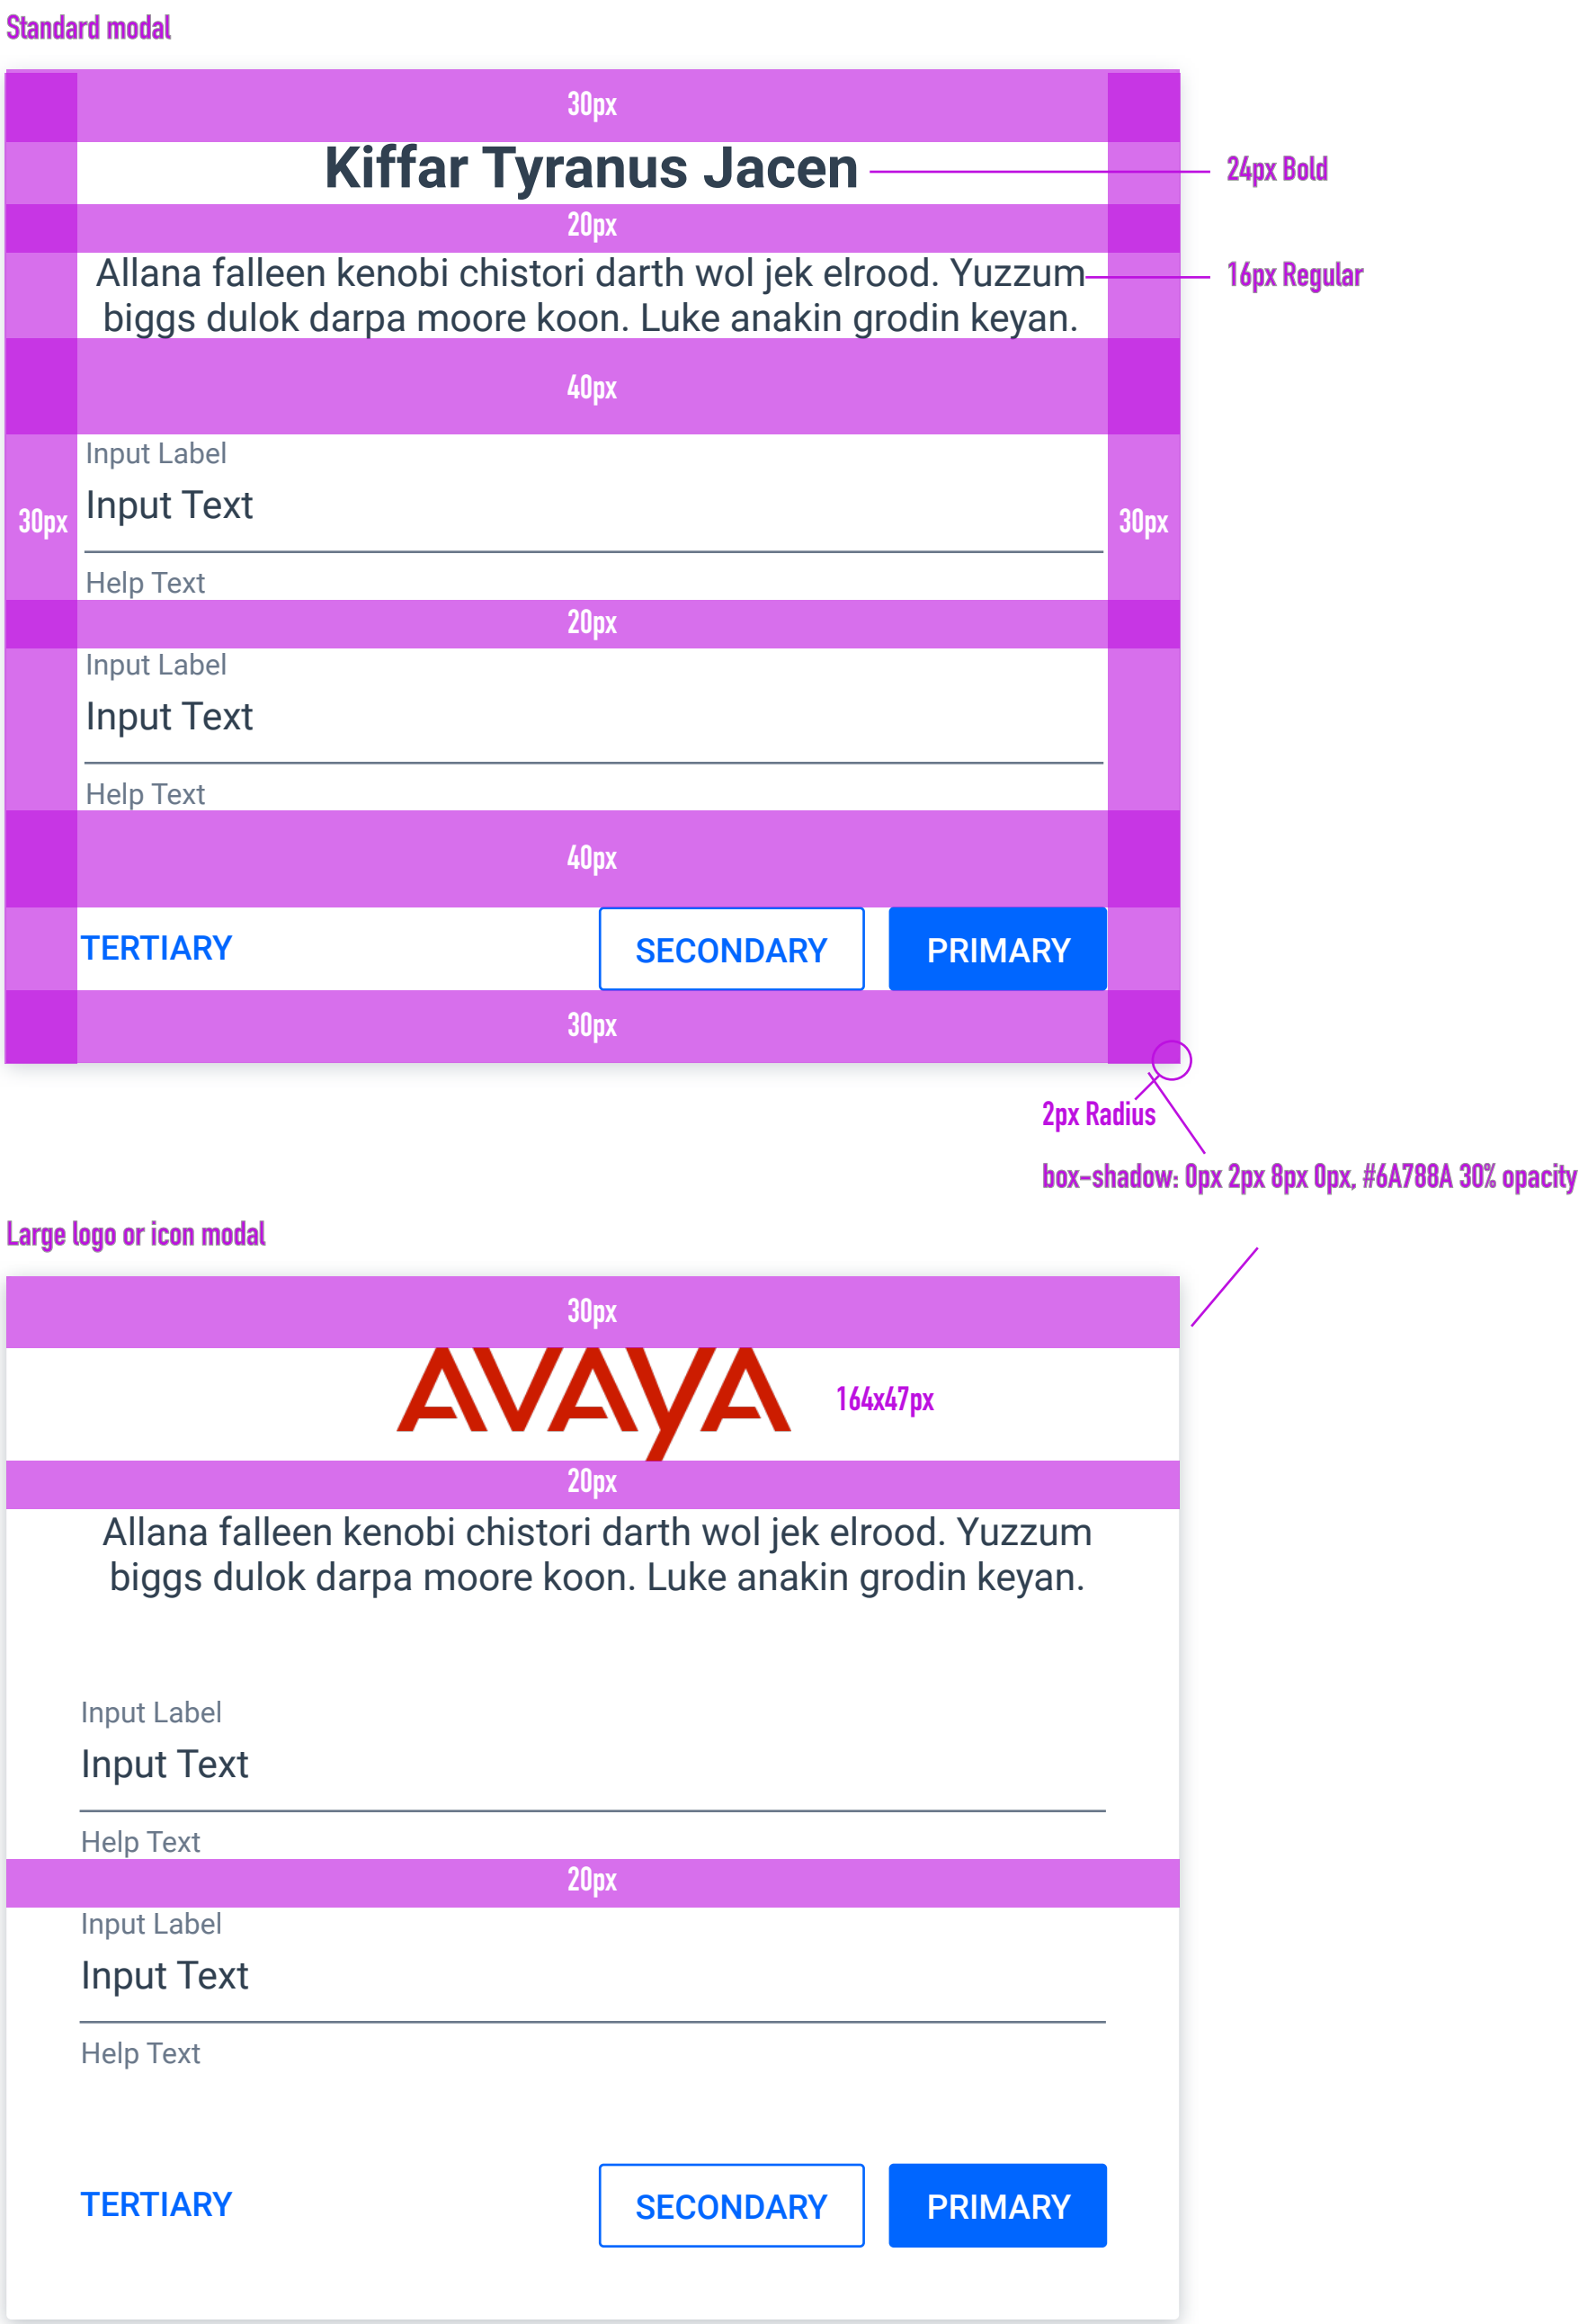 Standard modal
30px
Kiffar Tyranus Jacen
24px Bold
20px
Allana falleen kenobi chistori darth wol jek elrood. Yuzzum
16px Regular
biggs dulok darpa moore koon. Luke anakin grodin keyan.
40px
Input Label
Input Text
30px
30px
Help Text
20px
Input Label
Input Text
Help Text
40px
TERTIARY
SECONDARY
PRIMARY
30px
2px Radius
box-shadow: 0px 2px 8px 0px, #6A788A 30% opacity
Large logo or icon modal
30px
AVAYA
164x47px
20px
Allana falleen kenobi chistori darth wol jek elrood. Yuzzum
biggs dulok darpa moore koon. Luke anakin grodin keyan.
Input Label
Input Text
Help Text
20px
Input Label
Input Text
Help Text
TERTIARY
SECONDARY
PRIMARY